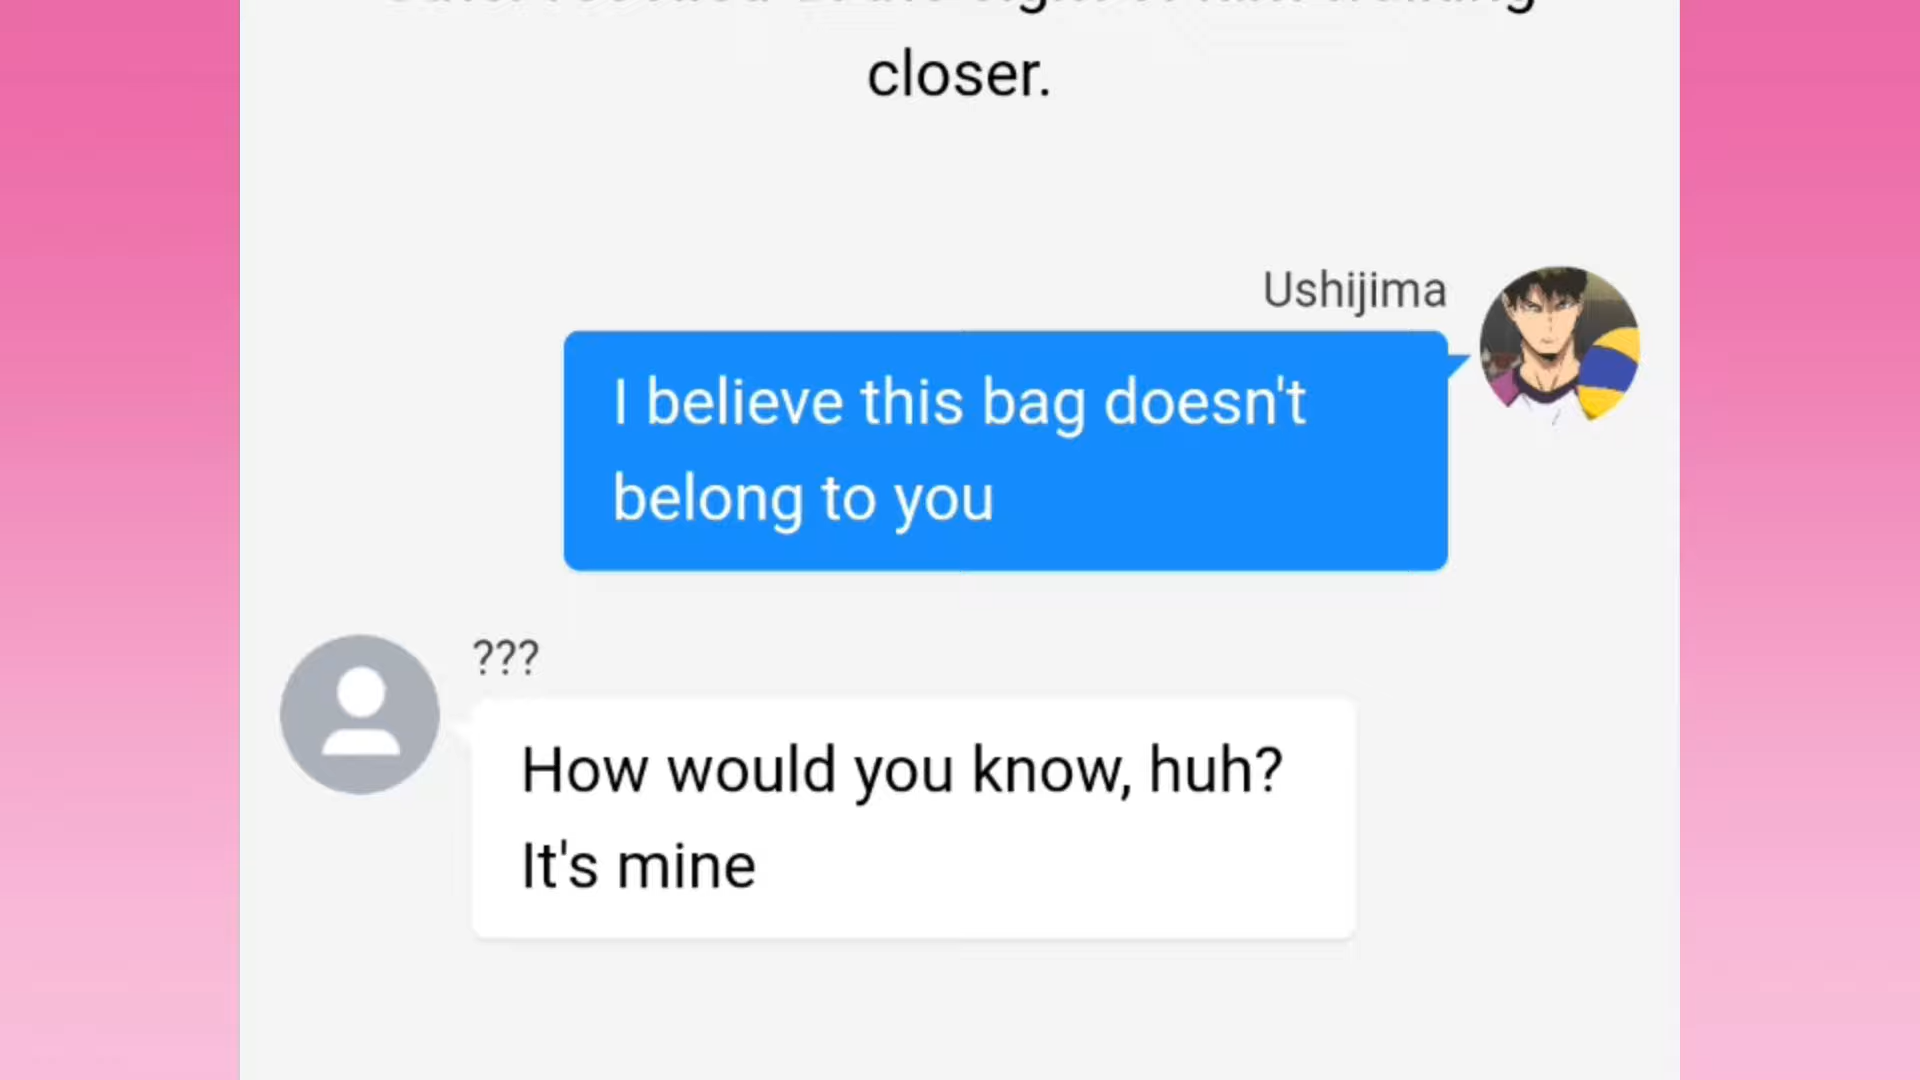 closer.
Ushijima
I believe this bag doesn't
belong to you
???
How would you know, huh?
It's mine